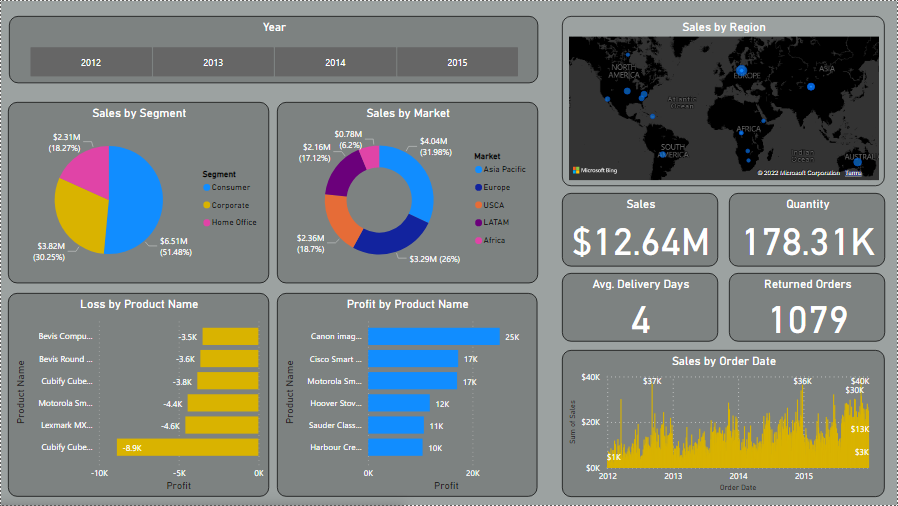 Year
2012 2013 2014 2015
Sales by Segment
$2.31M
(18.27%)
$3.82M
(30.25%)
$6.51M
(51.48%)
Segment
Consumer
Corporate
Home Office
Sales by Market
$0.78M
(6.2%)
$2.16M
(17.12%)
$4.04M
(31.98%)
$2.36M
(18.7%)
$3.29M (26%)
Market
Asia Pacific
Europe
USCA
LATAM
Africa
Loss by Product Name
Product Name
Bevis Compu... -3.5K
Bevis Round ... -3.6K
Cubify Cube... -3.8K
Motorola Sm... -4.4K
Lexmark MX... -4.6K
Cubify Cube... -8.9K
-10K -5K 0K
Profit
Profit by Product Name
Product Name
Canon imag... 25K
Cisco Smart ... 17K
Motorola Sm... 17K
Hoover Stov... 12K
Sauder Class... 11K
Harbour Cre... 10K
0K 20K
Profit
Sales by Region
NORTH
AMERICA
EUROPE
ASIA
Atlantic
Ocean
AFRICA
SOUTH
AMERICA
Indian
Ocean
AUSTRAL
Microsoft Bing
© 2022 Microsoft Corporation Terms
Sales
$12.64M
Quantity
178.31K
Avg. Delivery Days
4
Returned Orders
1079
Sales by Order Date
Sum of Sales
$40K
$20K
$0K
$1K
$37K
$36K
$40K
$30K
$13K
$3K
2012 2013 2014 2015
Order Date